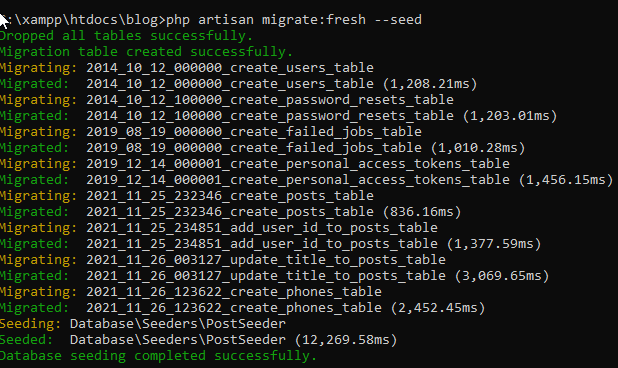 :\xampp\htdocs\blog>php artisan migrate:fresh --seed
Dropped all tables successfully.
Migration table created successfully.
Migrating: 2014_10_12_000000_create_users_table
Migrated:  2014_10_12_000000_create_users_table (1,208.21ms)
Migrating: 2014_10_12_100000_create_password_resets_table
Migrated:  2014_10_12_100000_create_password_resets_table (1,203.01ms)
Migrating: 2019_08_19_000000_create_failed_jobs_table
Migrated:  2019_08_19_000000_create_failed_jobs_table (1,010.28ms)
Migrating: 2019_12_14_000001_create_personal_access_tokens_table
Migrated:  2019_12_14_000001_create_personal_access_tokens_table (1,456.15ms)
Migrating: 2021_11_25_232346_create_posts_table
Migrated:  2021_11_25_232346_create_posts_table (836.16ms)
Migrating: 2021_11_25_234851_add_user_id_to_posts_table
Migrated:  2021_11_25_234851_add_user_id_to_posts_table (1,377.59ms)
Migrating: 2021_11_26_003127_update_title_to_posts_table
Migrated:  2021_11_26_003127_update_title_to_posts_table (3,069.65ms)
Migrating: 2021_11_26_123622_create_phones_table
Migrated:  2021_11_26_123622_create_phones_table (2,452.45ms)
Seeding: Database\Seeders\PostSeeder
Seeded:  Database\Seeders\PostSeeder (12,269.58ms)
Database seeding completed successfully.